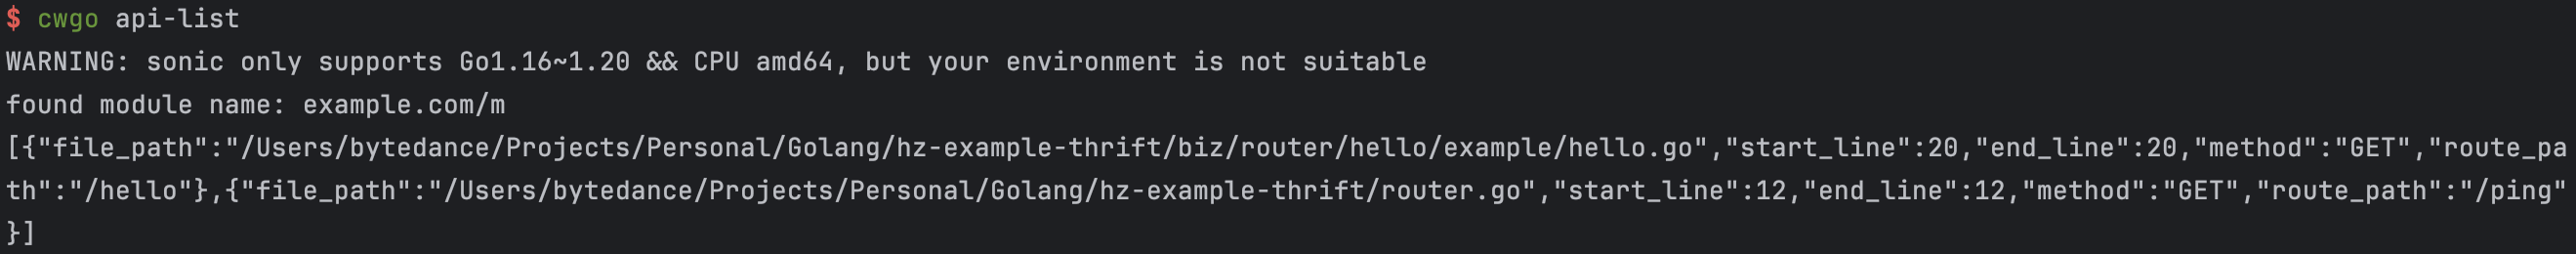 $ cwgo api-list
WARNING: sonic only supports Go1.16~1.20 && CPU amd64, but your environment is not suitable
found module name: example.com/m
[{"file_path":"/Users/bytedance/Projects/Personal/Golang/hz-example-thrift/biz/router/hello/example/hello.go","start_line":20,"end_line":20,"method":"GET","route_pa
th":"/hello"},{"file_path":"/Users/bytedance/Projects/Personal/Golang/hz-example-thrift/router.go","start_line":12,"end_line":12,"method":"GET","route_path":"/ping"
}]